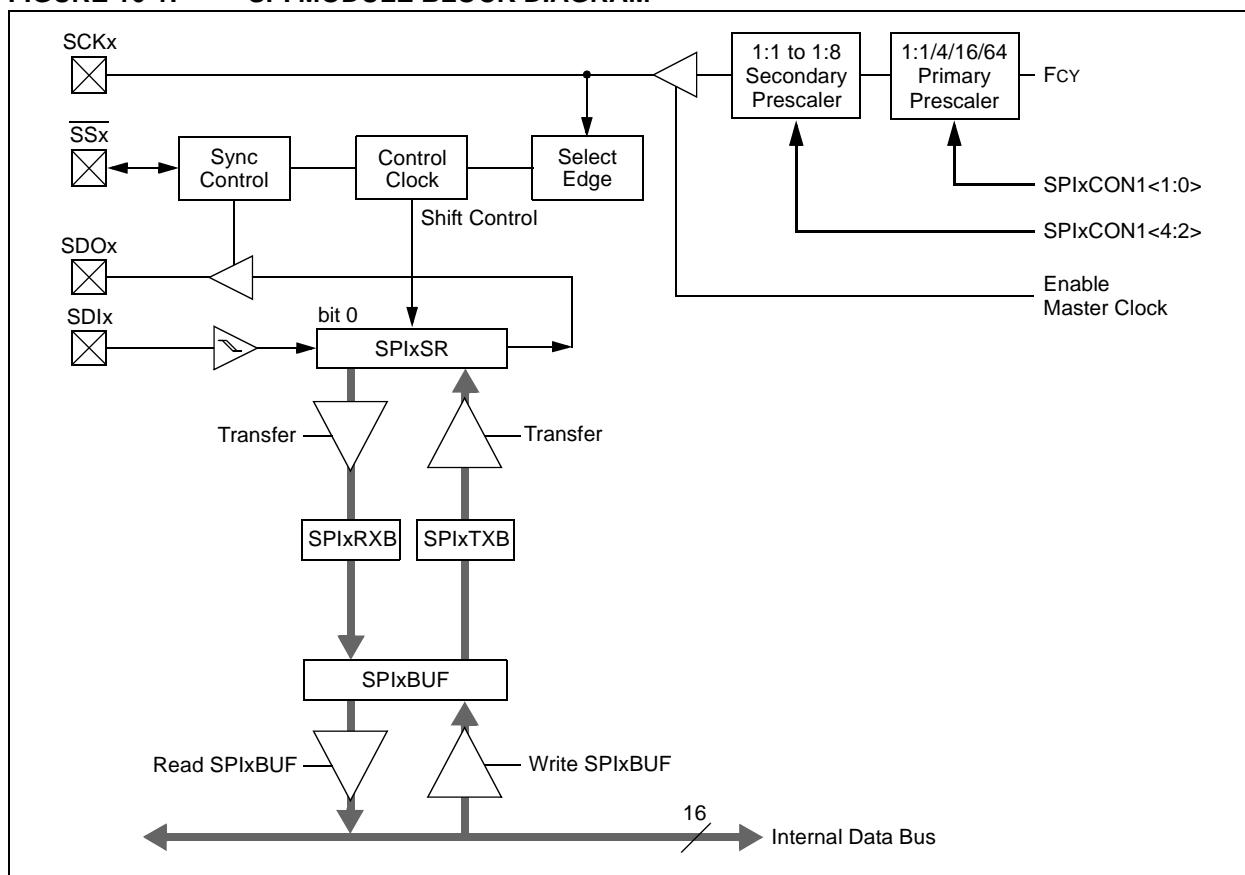 SCKx
1:1 to 1:8
Secondary
Prescaler
1:1/4/16/64
Primary
Prescaler
FCY
SSx
Sync
Control
Control
Clock
Select
Edge
SPIxCON1<1:0>
Shift Control
SPIxCON1<4:2>
SDOx
Enable
Master Clock
SDIx
bit 0
SPIxSR
Transfer
Transfer
SPIxRXB
SPIxTXB
SPIxBUF
Read SPIxBUF
Write SPIxBUF
16
Internal Data Bus